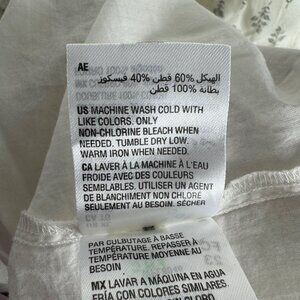 AE
الهيكل 60% قطن 40% فيسكوز
بطانة 100% قطن
US MACHINE WASH COLD WITH
LIKE COLORS. ONLY
NON-CHLORINE BLEACH WHEN
NEEDED. TUMBLE DRY LOW.
WARM IRON WHEN NEEDED.
CA LAVER À LA MACHINE À L'EAU
FROIDE AVEC DES COULEURS
SEMBLABLES. UTILISER UN AGENT
DE BLANCHIMENT NON CHLORÉ
SEULEMENT AU BESOIN. SÉCHER
PAR CULBUTAGE À BASSE
TEMPÉRATURE. REPASSER À
TEMPÉRATURE MOYENNE AU
BESOIN
MX LAVAR A MÁQUINA EN AGUA
FRÍA CON COLORES SIMILARES.